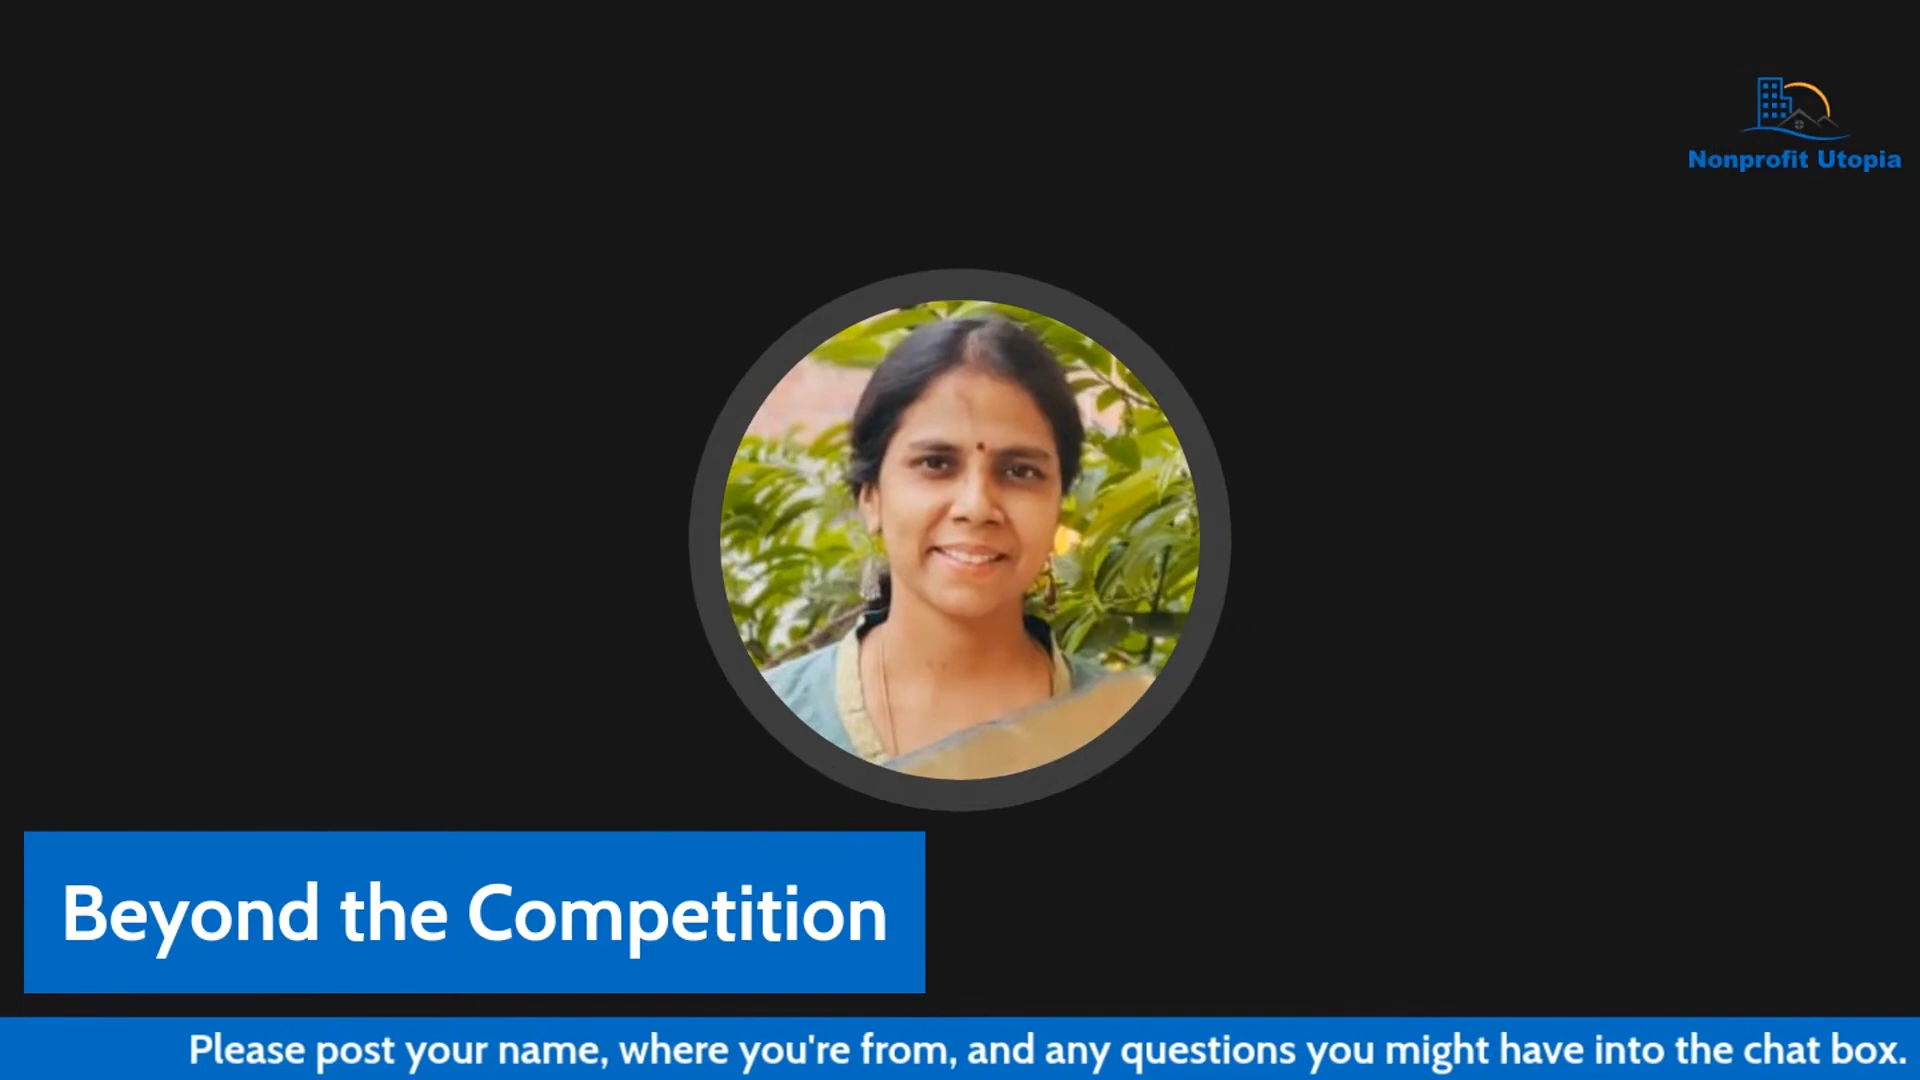 Nonprofit Utopia
Beyond the Competition
Please post your name, where you're from, and any questions you might have into the chat box.